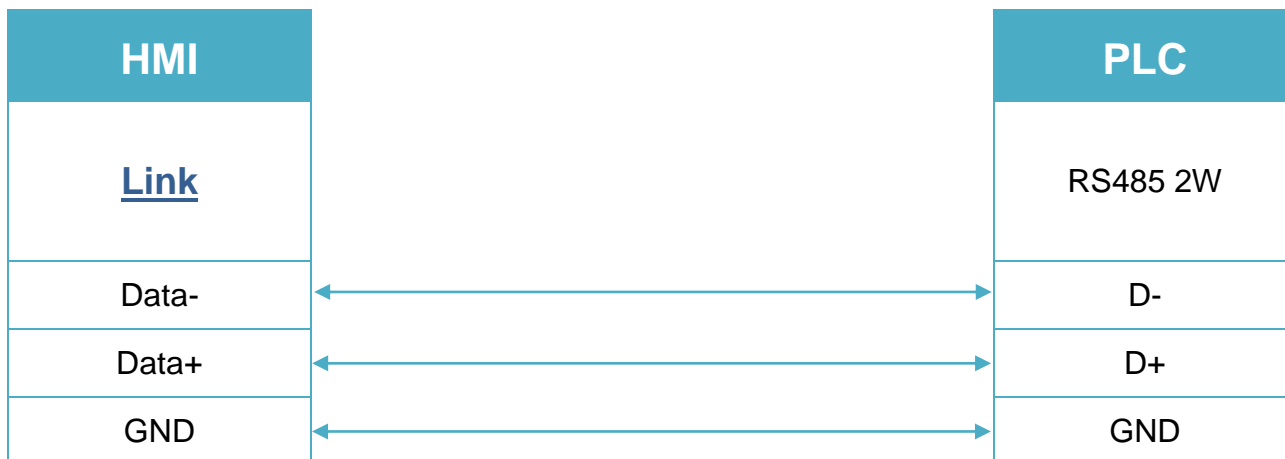 HMI PLC
Link RS485 2W
Data- D-
Data+ D+
GND GND